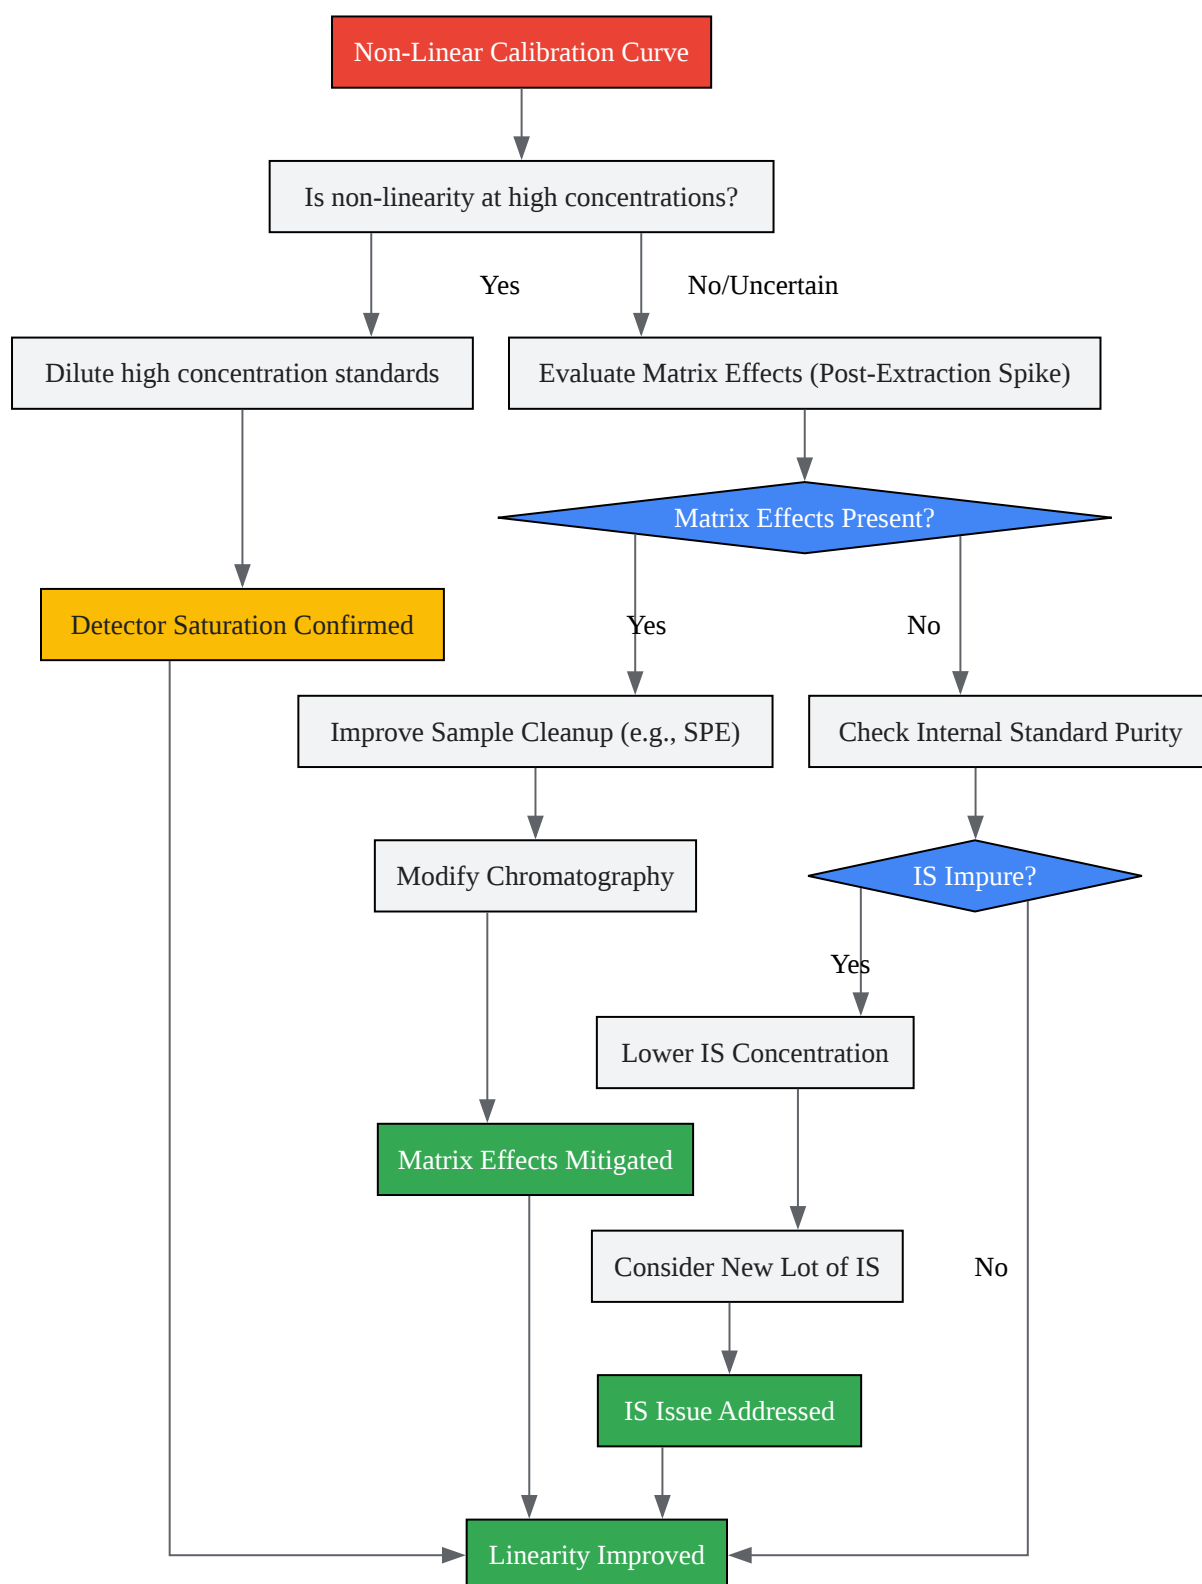 Non-Linear Calibration Curve
Is non-linearity at high concentrations?
Yes
No/Uncertain
Dilute high concentration standards
Evaluate Matrix Effects (Post-Extraction Spike)
Matrix Effects Present?
Detector Saturation Confirmed
Yes
No
Improve Sample Cleanup (e.g., SPE)
Check Internal Standard Purity
Modify Chromatography
IS Impure?
Yes
Lower IS Concentration
Matrix Effects Mitigated
Consider New Lot of IS
No
IS Issue Addressed
Linearity Improved